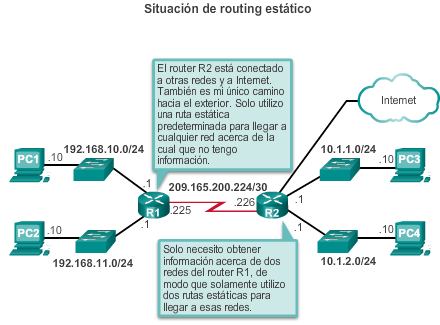 Situación de routing estático
El router R2 está conectado
a otras redes y a Internet.
También es mi único camino
hacia el exterior. Solo utilizo
una ruta estática
predeterminada para llegar a
cualquier red acerca de la
cual que no tengo
información.
Internet
PC1
.10
192.168.10.0/24
10.1.1.0/24
.10
PC3
.1
209.165.200.224/30
.1
R1
.225
.226
R2
.1
.1
PC2
.10
192.168.11.0/24
10.1.2.0/24
.10
PC4
Solo necesito obtener
información acerca de dos
redes del router R1, de
modo que solamente utilizo
dos rutas estáticas para
llegar a esas redes.